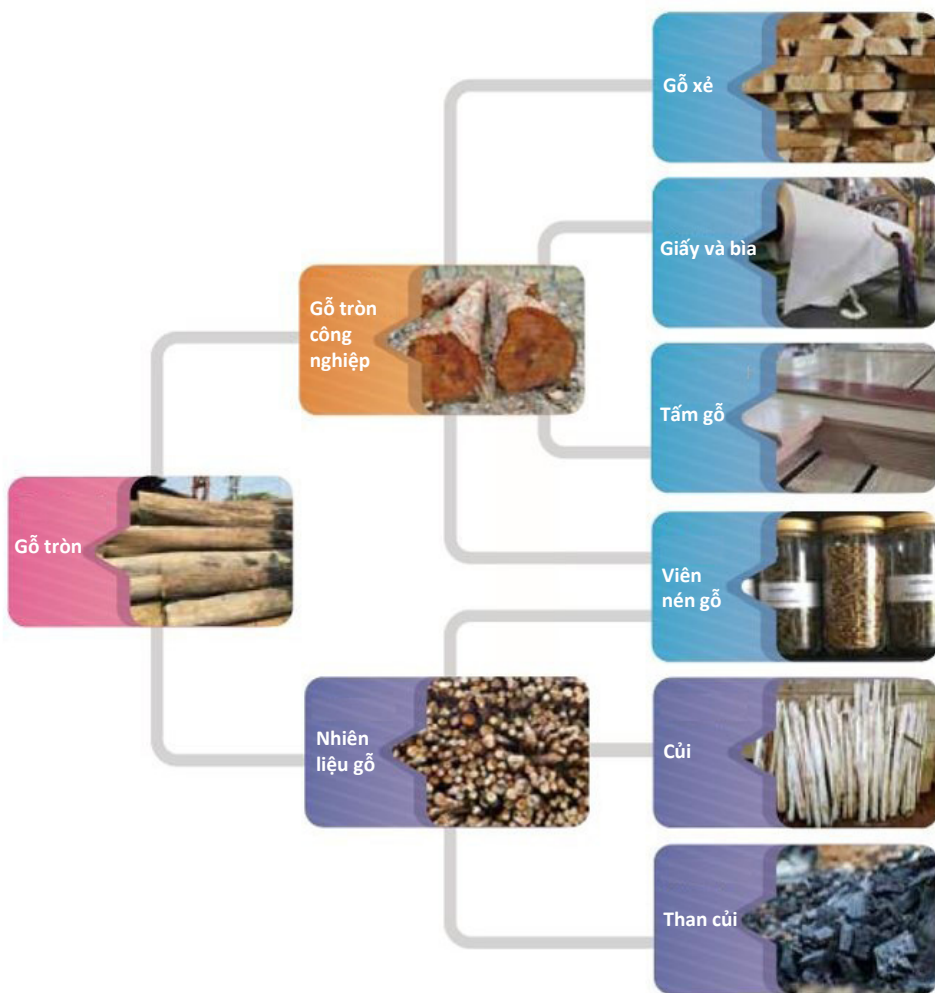 Gỗ xẻ
Giấy và bìa
Gỗ tròn
công
nghiệp
Tấm gỗ
Gỗ tròn
Viên
nén gỗ
Nhiên
liệu gỗ
Củi
Than củi